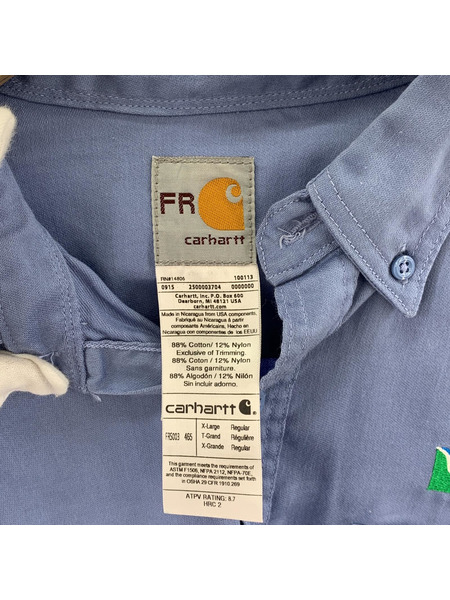 FR
carhartt
RN#14806 100113
0915 2500003704 0000000
Carhartt, Inc. P.O. Box 600
Dearborn, MI 48121 USA
carhartt.com
Made in Nicaragua from USA components.
Fabriqué au Nicaragua à partir
composants Américains, Hecho en
Nicaragua con componentes de los EEUU
88% Cotton/ 12% Nylon
Exclusive of Trimming.
88% Cotton/ 12% Nylon
Sans garniture.
88% Algodón/ 12% Nilón
Sin incluir adorno.
carhartt
FRS003 465 X-Large Regular
T-Grand Régulière
X-Grande Regular
This garment meets the requirements of
ASTM F1506, NFPA 2112, NFPA-70E,
and the compliance requirements set forth
in OSHA 29 CFR 1910.269
ATPV RATING: 8.7
HRC 2